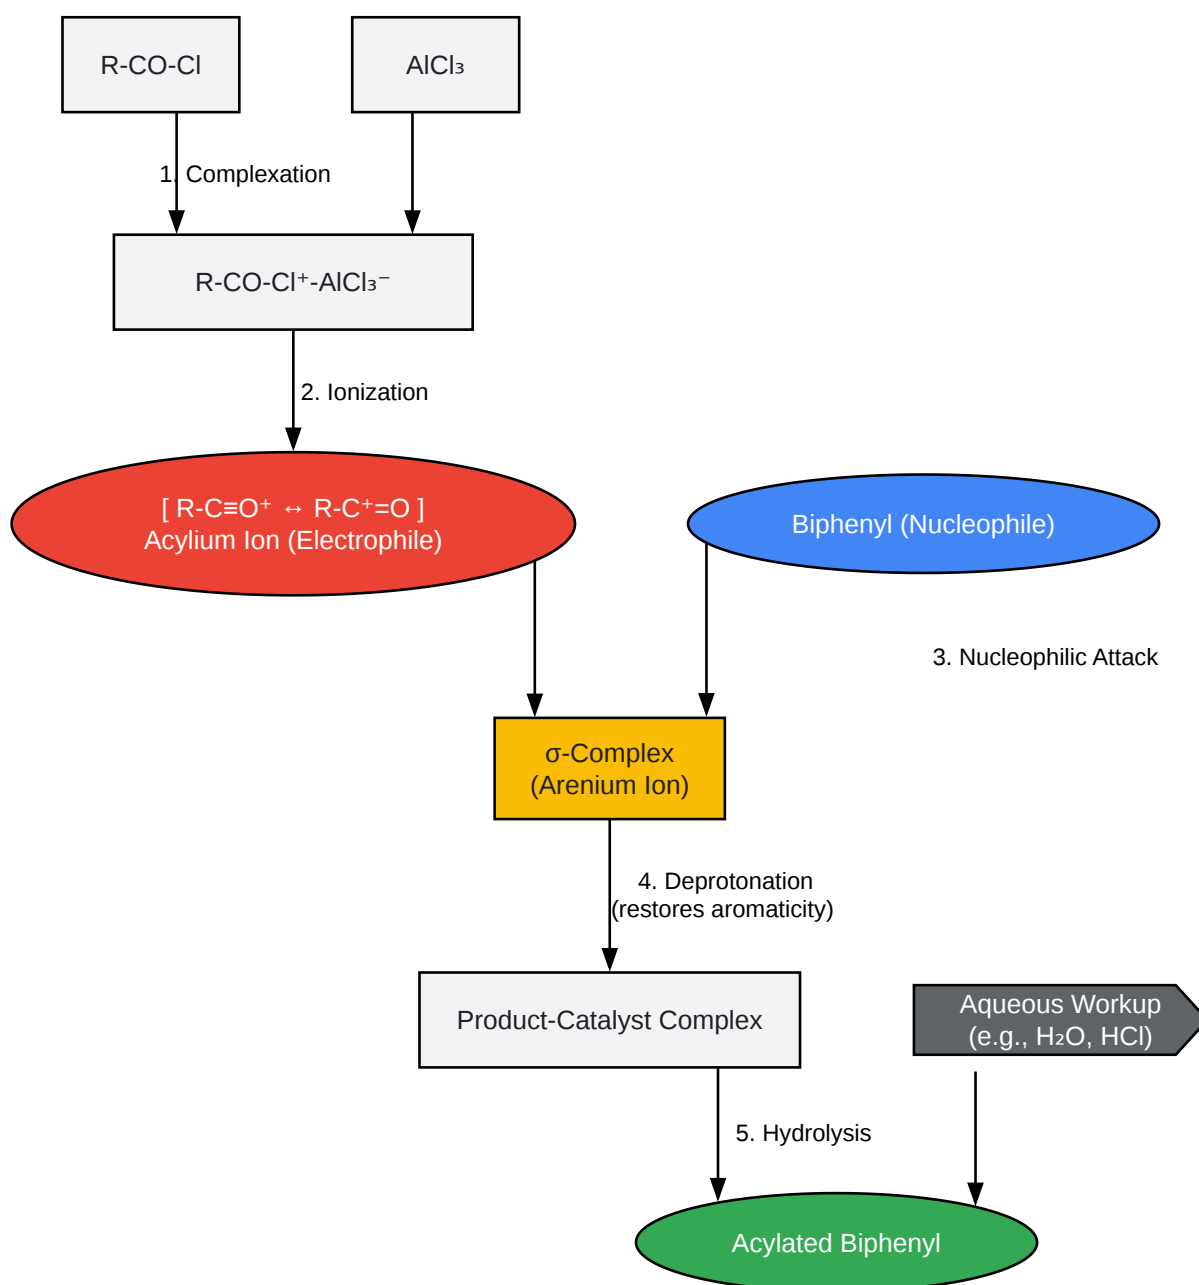 R-CO-Cl
AlCl₃
1. Complexation
R-CO-Cl⁺-AlCl₃⁻
2. Ionization
[ R-C≡O⁺ ↔ R-C⁺=O ]
Acylium Ion (Electrophile)
Biphenyl (Nucleophile)
3. Nucleophilic Attack
σ-Complex
(Arenium Ion)
4. Deprotonation
(restores aromaticity)
Product-Catalyst Complex
Aqueous Workup
(e.g., H₂O, HCl)
5. Hydrolysis
Acylated Biphenyl